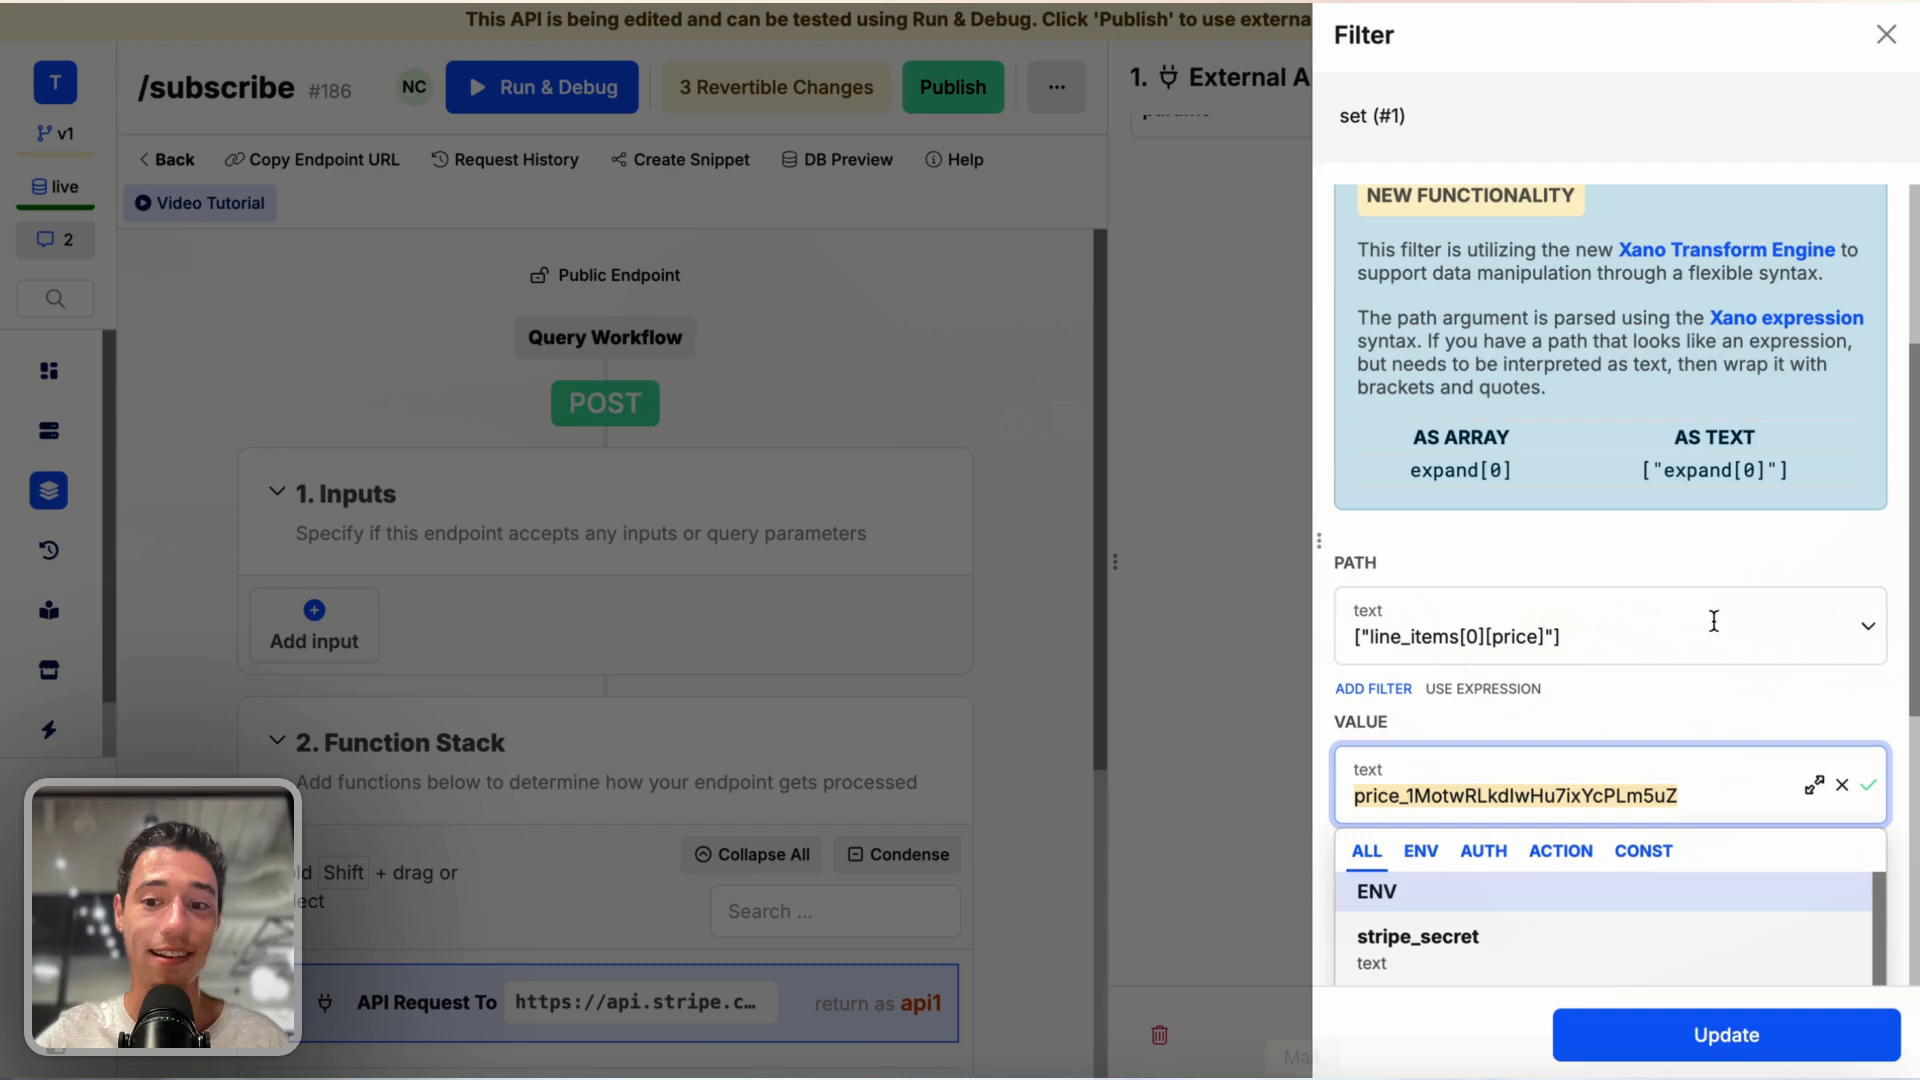 This API is being edited and can be tested using Run & Debug. Click 'Publish' to use externa
T
v1
live
2
/subscribe #186
NC
Run & Debug
3 Revertible Changes
Publish
...
Back
Copy Endpoint URL
Request History
Create Snippet
DB Preview
Help
Video Tutorial
Public Endpoint
Query Workflow
POST
1. Inputs
Specify if this endpoint accepts any inputs or query parameters
Add input
2. Function Stack
Add functions below to determine how your endpoint gets processed
Collapse All
Condense
ld Shift + drag or
lect
Search ...
API Request To https://api.stripe.c… return as api1
1. External A
Filter
set (#1)
NEW FUNCTIONALITY
This filter is utilizing the new Xano Transform Engine to
support data manipulation through a flexible syntax.
The path argument is parsed using the Xano expression
syntax. If you have a path that looks like an expression,
but needs to be interpreted as text, then wrap it with
brackets and quotes.
AS ARRAY AS TEXT
expand[0] ["expand[0]"]
PATH
text
["line_items[0][price]"]
ADD FILTER USE EXPRESSION
VALUE
text
price_1MotwRLkdIwHu7ixYcPLm5uZ
ALL ENV AUTH ACTION CONST
ENV
stripe_secret
text
Update